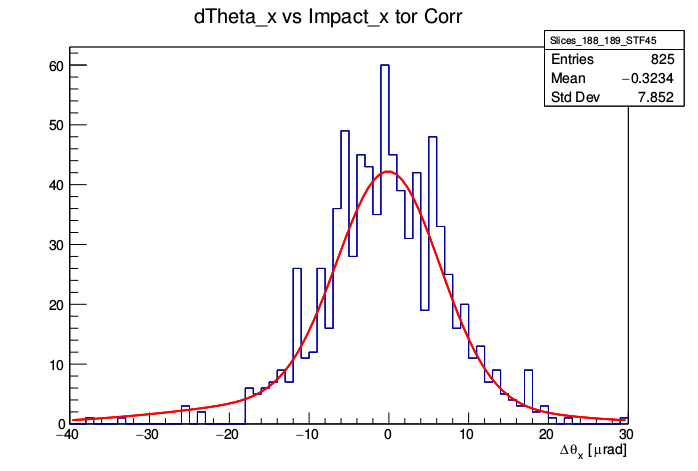 dTheta_x vs Impact_x tor Corr
Slices_188_189_STF45
Entries 825
Mean −0.3234
Std Dev 7.852
60
50
40
30
20
10
0
−40 −30 −20 −10 0 10 20 30
Δθx [μrad]